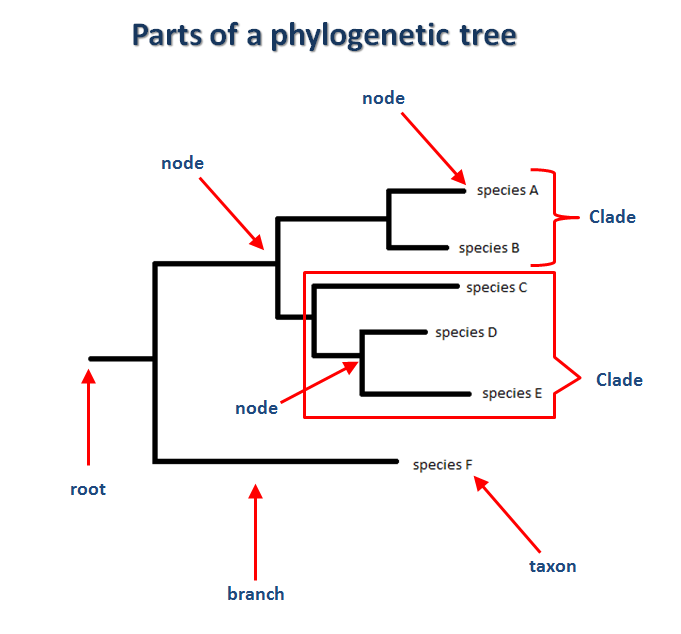 Parts of a phylogenetic tree
node
node
species A
Clade
species B
species C
species D
Clade
species E
node
species F
root
taxon
branch